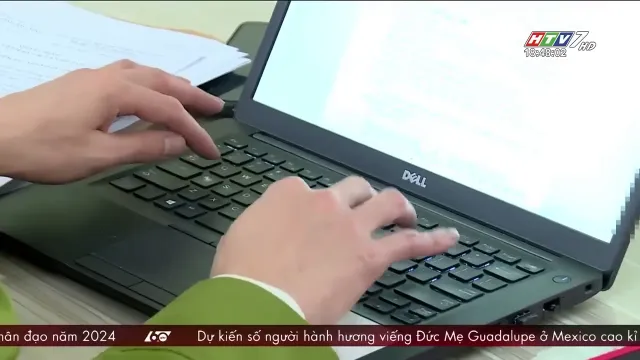 HTV7 HD
18:48:02
DELL
hân đạo năm 2024 60 Dự kiến số người hành hương viếng Đức Mẹ Guadalupe ở Mexico cao kỉ